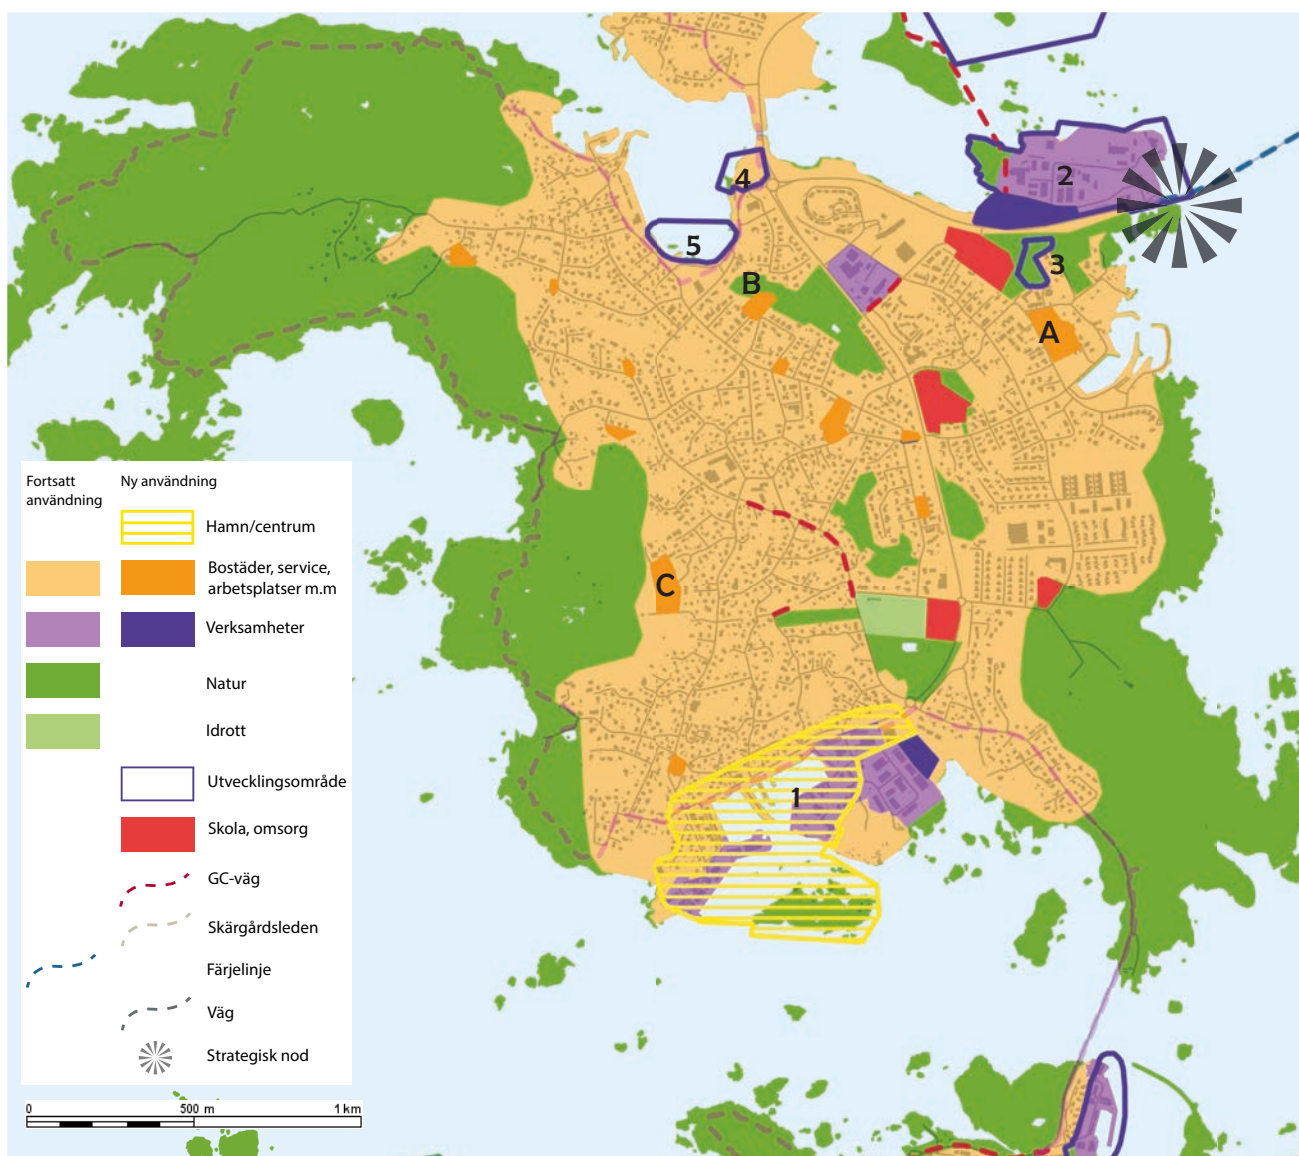 4
2
5
3
B
A
C
1
Fortsatt användning
Ny användning
Hamn/centrum
Bostäder, service,
arbetsplatser m.m
Verksamheter
Natur
Idrott
Utvecklingsområde
Skola, omsorg
GC-väg
Skärgårdsleden
Färjelinje
Väg
Strategisk nod
0 500 m 1 km